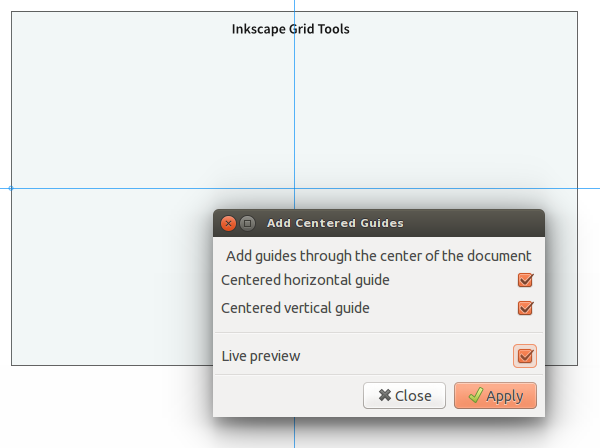 Inkscape Grid Tools
Add Centered Guides
Add guides through the center of the document
Centered horizontal guide
Centered vertical guide
Live preview
Close Apply